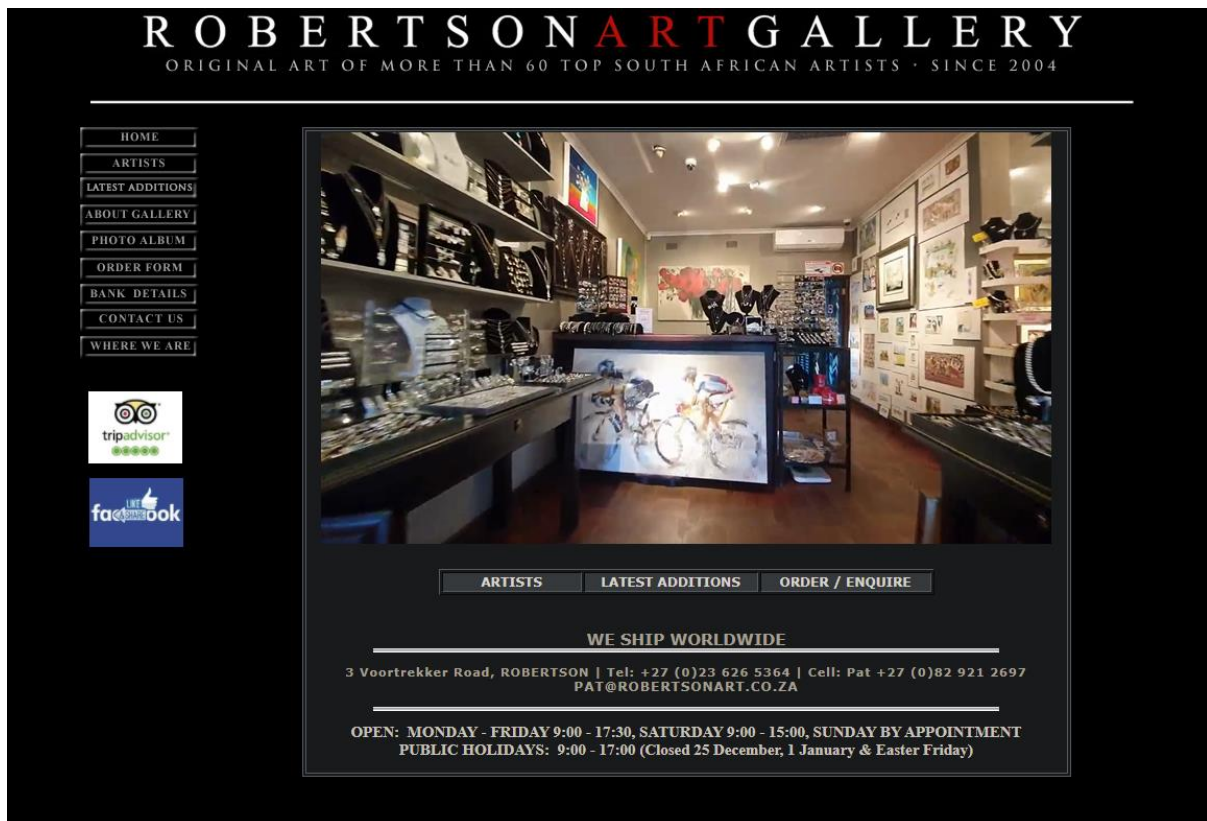 ROBERTSONARTGALLERY
ORIGINAL ART OF MORE THAN 60 TOP SOUTH AFRICAN ARTISTS · SINCE 2004
HOME
ARTISTS
LATEST ADDITIONS
ABOUT GALLERY
PHOTO ALBUM
ORDER FORM
BANK DETAILS
CONTACT US
WHERE WE ARE
tripadvisor
LIKE
&SHARE
facebook
ARTISTS LATEST ADDITIONS ORDER / ENQUIRE
WE SHIP WORLDWIDE
3 Voortrekker Road, ROBERTSON | Tel: +27 (0)23 626 5364 | Cell: Pat +27 (0)82 921 2697
PAT@ROBERTSONART.CO.ZA
OPEN: MONDAY - FRIDAY 9:00 - 17:30, SATURDAY 9:00 - 15:00, SUNDAY BY APPOINTMENT
PUBLIC HOLIDAYS: 9:00 - 17:00 (Closed 25 December, 1 January & Easter Friday)